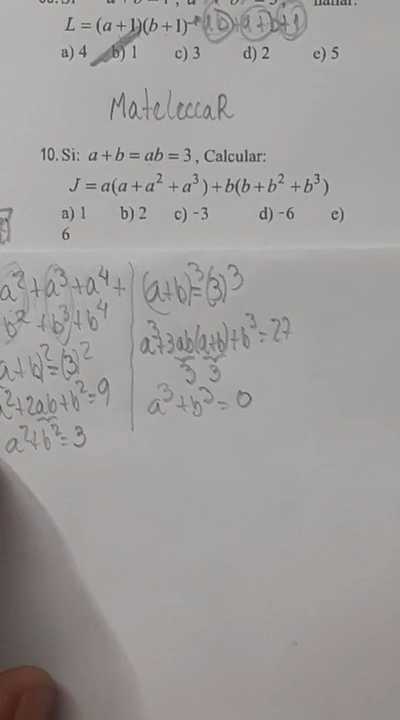 L = (a+1)(b+1)
a) 4 b) 1 c) 3 d) 2 e) 5
MateleccaR
10. Si: a + b = ab = 3, Calcular:
J = a(a + a² + a³) + b(b + b² + b³)
a) 1 b) 2 c) -3 d) -6 e)
6
a²+a³+a⁴+
b²+b³+b⁴
a+b)²=(3)²
a²+2ab+b²=9
a²+b²=3
(a+b)³=(3)³
a³+3ab(a+b)+b³=27
3 3
a³+b³=0